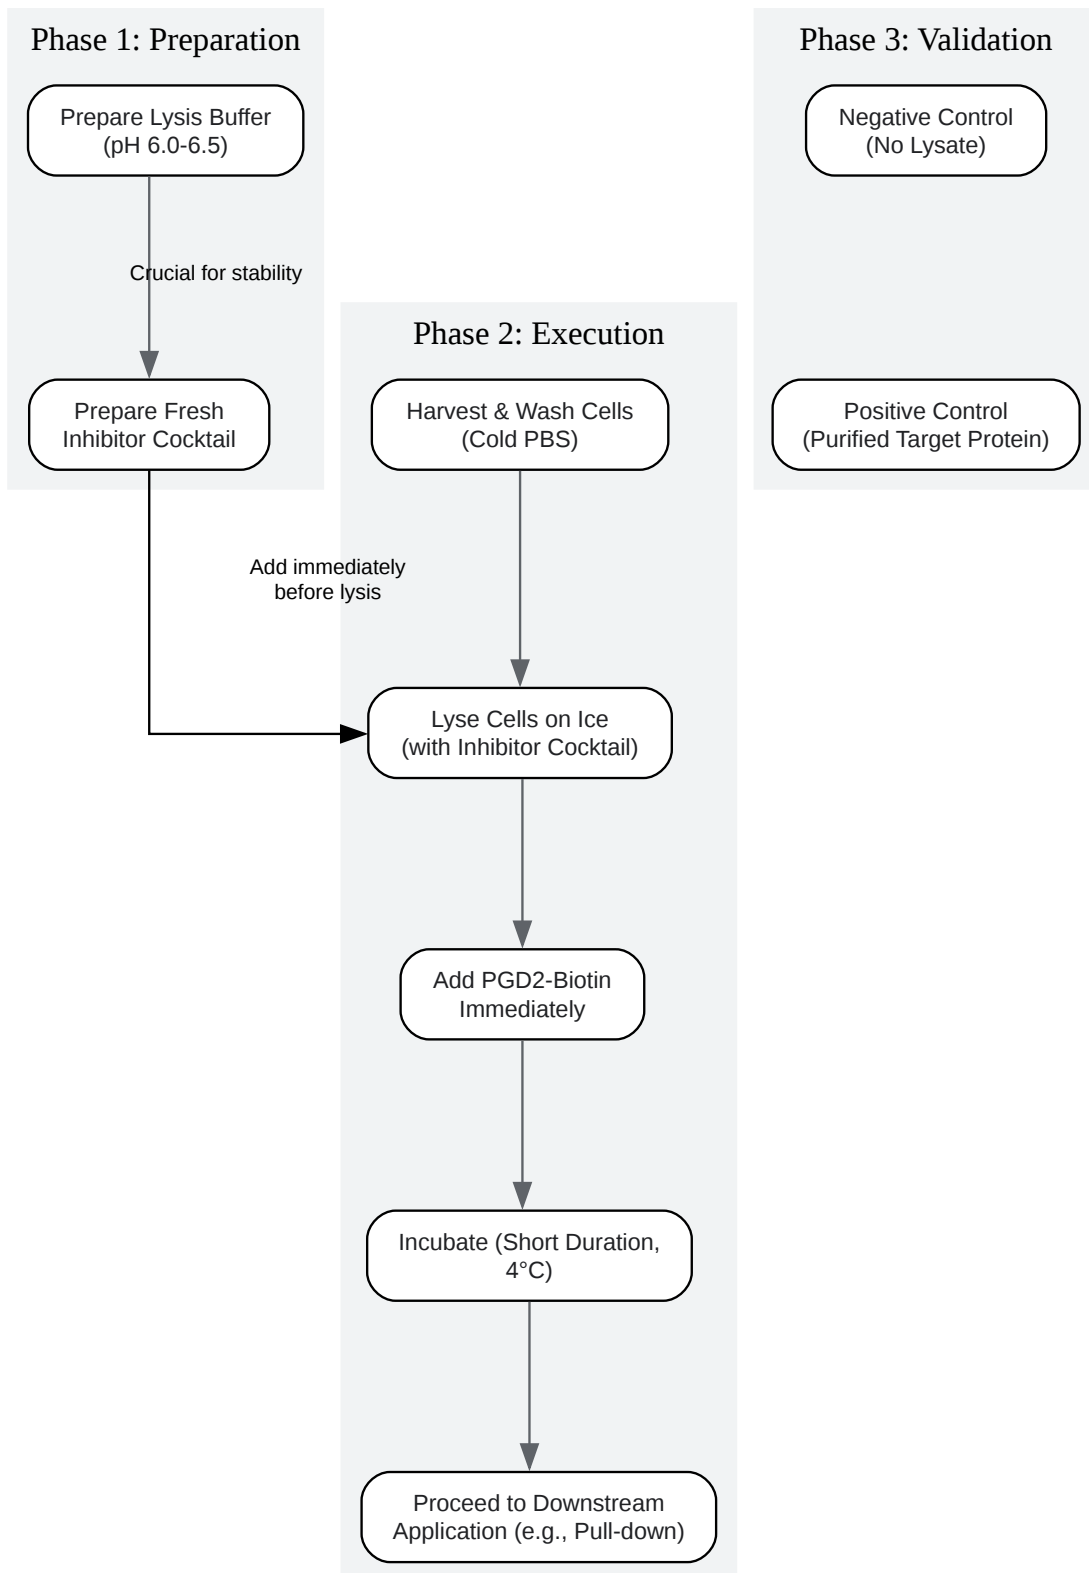 Phase 1: Preparation
Prepare Lysis Buffer
(pH 6.0-6.5)
Crucial for stability
Prepare Fresh
Inhibitor Cocktail
Add immediately
before lysis
Phase 2: Execution
Harvest & Wash Cells
(Cold PBS)
Lyse Cells on Ice
(with Inhibitor Cocktail)
Add PGD2-Biotin
Immediately
Incubate (Short Duration,
4°C)
Proceed to Downstream
Application (e.g., Pull-down)
Phase 3: Validation
Negative Control
(No Lysate)
Positive Control
(Purified Target Protein)